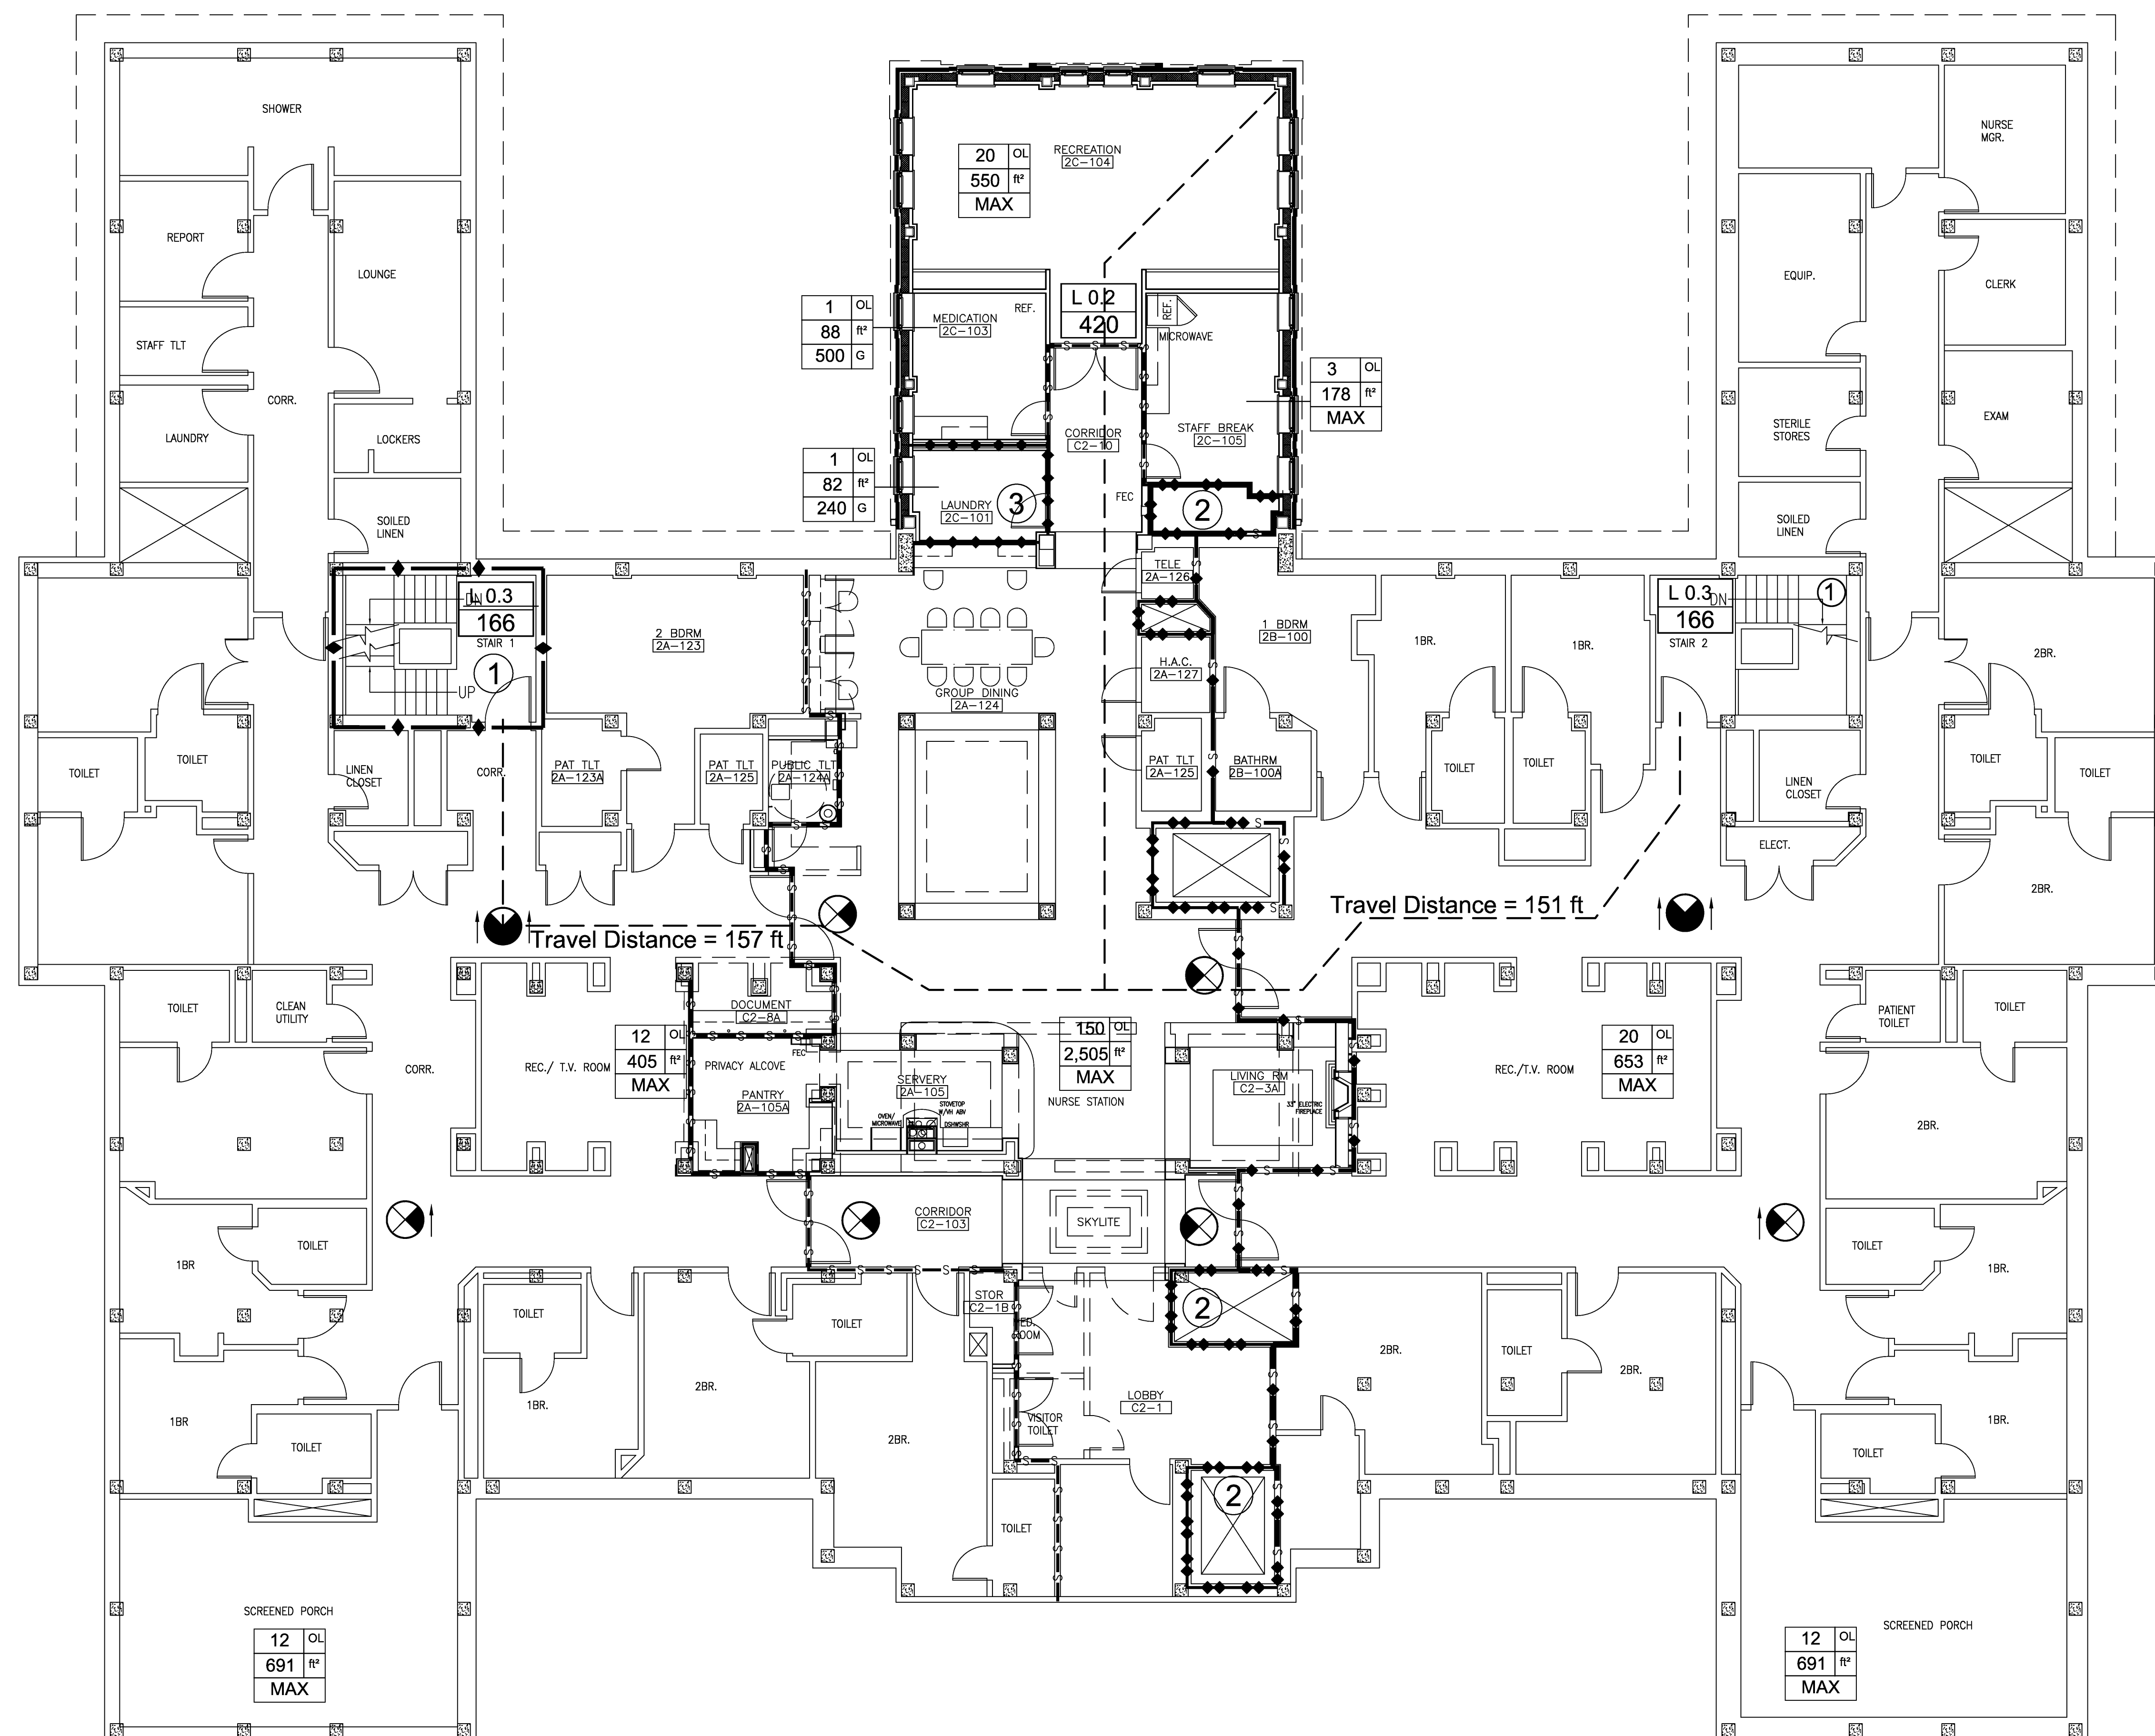 SHOWER
NURSE
MGR.
REPORT
LOUNGE
20 OL
550 ft²
MAX
RECREATION
2C-104
EQUIP.
CLERK
STAFF TLT
CORR.
LAUNDRY
LOCKERS
SOILED
LINEN
1 OL
88 ft²
500 G
MEDICATION
2C-103
REF.
L 0.2
420
REF.
MICROWAVE
3 OL
178 ft²
MAX
CORRIDOR
C2-10
STAFF BREAK
2C-105
STERILE
STORES
EXAM
1 OL
82 ft²
240 G
LAUNDRY
2C-101
3
FEC
2
SOILED
LINEN
DN
L 0.3
166
STAIR 1
1
UP
2 BDRM
2A-123
TELE
2A-126
1 BDRM
2B-100
1BR.
1BR.
L 0.3
166
DN
STAIR 2
1
2BR.
H.A.C.
2A-127
GROUP DINING
2A-124
TOILET
TOILET
LINEN
CLOSET
CORR.
PAT TLT
2A-123A
PAT TLT
2A-125
PUBLIC TLT
2A-124A
PAT TLT
2A-125
BATHRM
2B-100A
TOILET
TOILET
LINEN
CLOSET
TOILET
TOILET
ELECT.
2BR.
Travel Distance = 157 ft
Travel Distance = 151 ft
TOILET
CLEAN
UTILITY
DOCUMENT
C2-8A
PATIENT
TOILET
TOILET
CORR.
REC./ T.V. ROOM
12 OL
405 ft²
MAX
FEC
PRIVACY ALCOVE
PANTRY
2A-105A
SERVERY
2A-105
OVEN/
MICROWAVE
STOVETOP
W/VH ABV
DSHWSHR
150 OL
2,505 ft²
MAX
NURSE STATION
LIVING RM
C2-3A
33" ELECTRIC
FIREPLACE
REC./T.V. ROOM
20 OL
653 ft²
MAX
2BR.
CORRIDOR
C2-103
SKYLITE
1BR
TOILET
TOILET
1BR.
TOILET
TOILET
STOR
C2-1B
ED.
ROOM
2
2BR.
TOILET
2BR.
1BR
TOILET
1BR.
2BR.
2BR.
VISITOR
TOILET
LOBBY
C2-1
TOILET
1BR.
2
TOILET
SCREENED PORCH
12 OL
691 ft²
MAX
SCREENED PORCH
12 OL
691 ft²
MAX